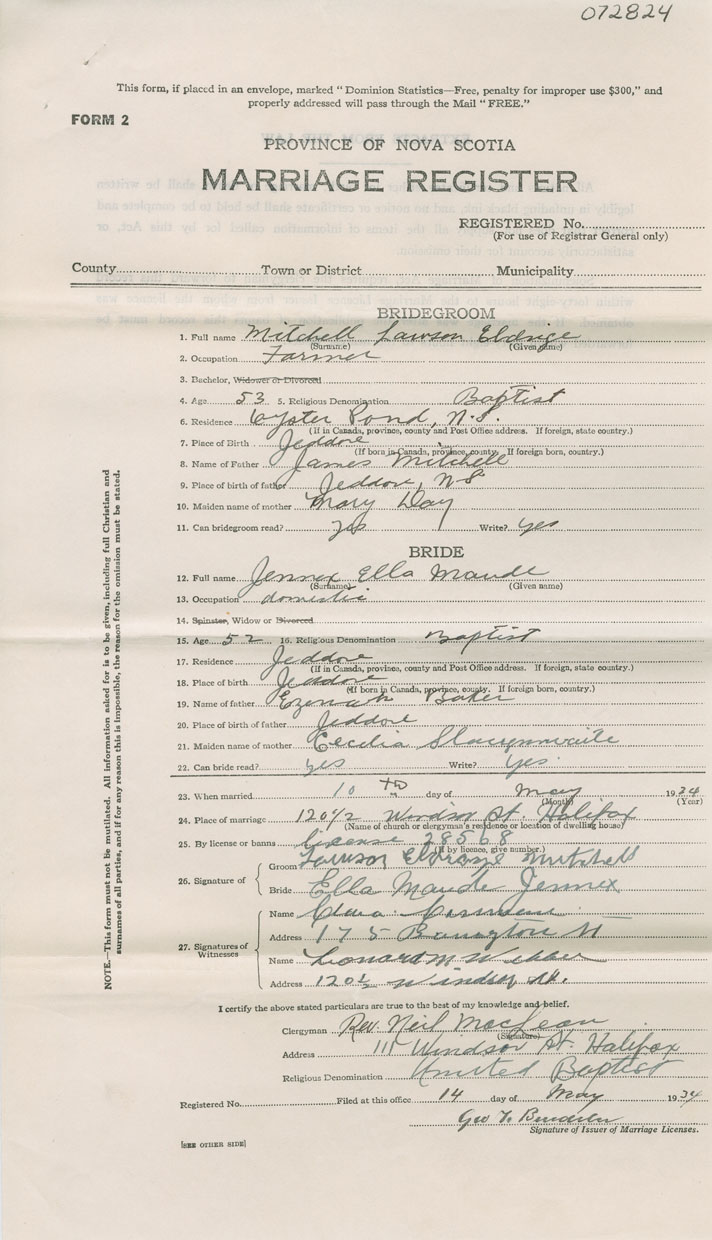 072824
This form, if placed in an envelope, marked "Dominion Statistics—Free, penalty for improper use $300," and
properly addressed will pass through the Mail "FREE."
FORM 2
PROVINCE OF NOVA SCOTIA
MARRIAGE REGISTER
REGISTERED No.
(For use of Registrar General only)
County Town or District Municipality
BRIDEGROOM
1. Full name Mitchell Lawson Eldrige
(Surname) (Given name)
2. Occupation Farmer
3. Bachelor, Widower or Divorced
4. Age 53 5. Religious Denomination Baptist
6. Residence Oyster Pond, N.S.
(If in Canada, province, county and Post Office address. If foreign, state country.)
7. Place of Birth Jeddore
(If born in Canada, province, county. If foreign born, country.)
8. Name of Father James Mitchell
9. Place of birth of father Jeddore, NS
10. Maiden name of mother Mary Day
11. Can bridegroom read? yes Write? yes
BRIDE
12. Full name Jennex Ella Maude
(Surname) (Given name)
13. Occupation domestic
14. Spinster, Widow or Divorced
15. Age 52 16. Religious Denomination Baptist
17. Residence Jeddore
(If in Canada, province, county and Post Office address. If foreign, state country.)
18. Place of birth Jeddore
(If born in Canada, province, county. If foreign born, country.)
19. Name of father Baker
20. Place of birth of father Jeddore
21. Maiden name of mother Cecilia
22. Can bride read? yes Write? yes.
23. When married 10th day of May 1934
(Month) (Year)
24. Place of marriage 120 1/2 Windsor St. Halifax
(Name of church or clergyman's residence or location of dwelling house)
25. By license or banns license 28568
(If by licence, give number.)
26. Signature of
Groom Lawson Mitchell
Bride Ella Maude Jennex
27. Signatures of Witnesses
Name
Address 175 St
Name Leonard M Webber
Address 120½ Windsor St.
I certify the above stated particulars are true to the best of my knowledge and belief.
Clergyman Rev. Neil MacLean
(Signature)
Address 111 Windsor St. Halifax
Religious Denomination United Baptist
Registered No. Filed at this office 14 day of May 1934
Geo
Signature of Issuer of Marriage Licenses.
[SEE OTHER SIDE]
NOTE.—This form must not be mutilated. All information asked for is to be given, including full Christian and
surnames of all parties, and if for any reason this is impossible, the reason for the omission must be stated.